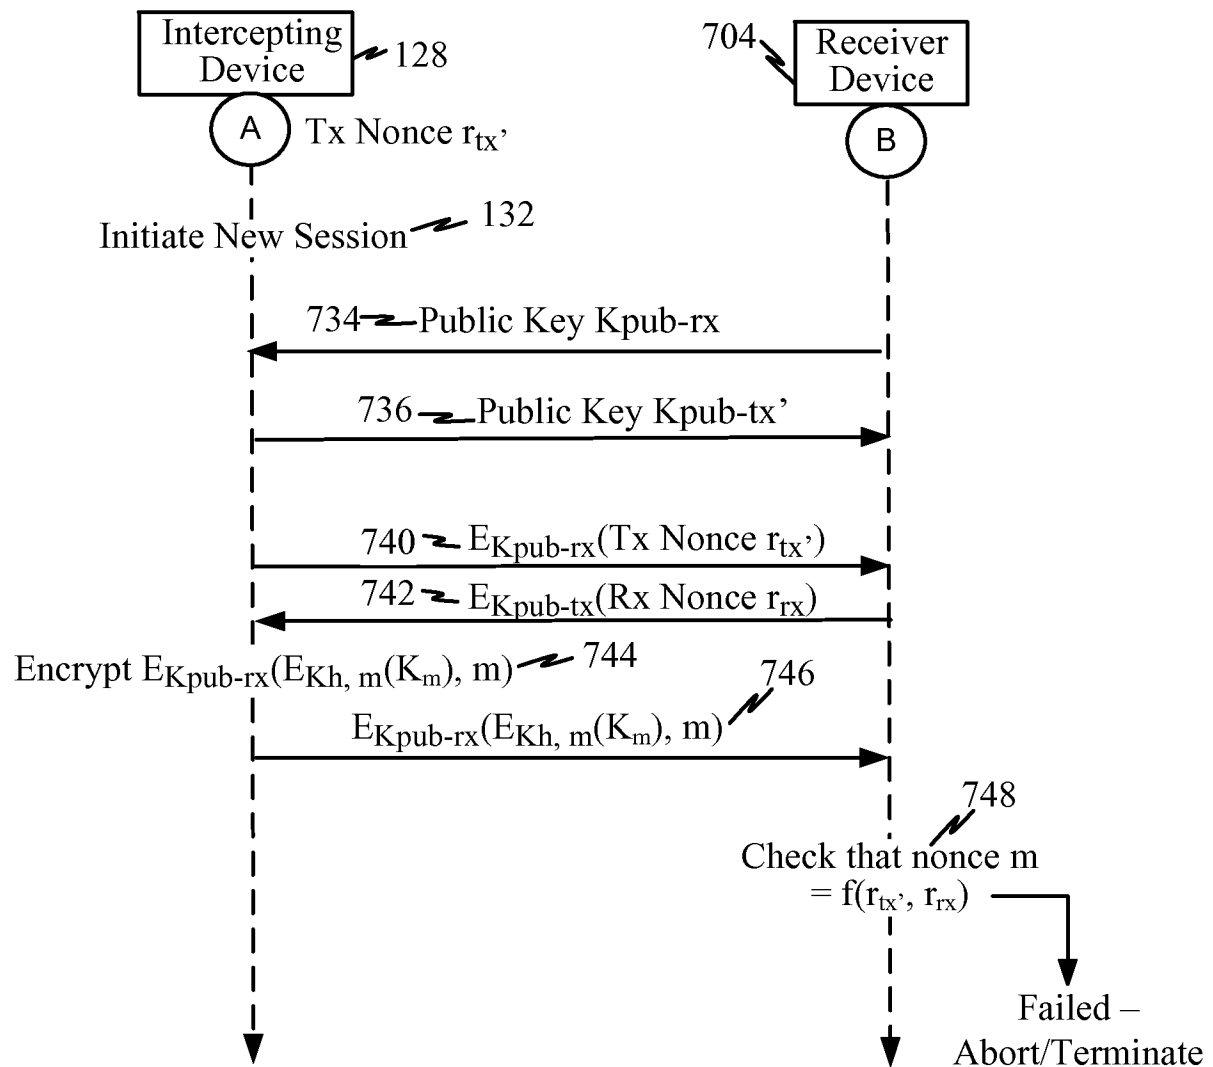 Intercepting
Device
128
704
Receiver
Device
A
Tx Nonce rtx’
B
132
Initiate New Session
734 Public Key Kpub-rx
736 Public Key Kpub-tx’
740 EKpub-rx(Tx Nonce rtx’)
742 EKpub-tx(Rx Nonce rrx)
Encrypt EKpub-rx(EKh, m(Km), m) 744
746
EKpub-rx(EKh, m(Km), m)
748
Check that nonce m
= f(rtx’, rrx)
Failed –
Abort/Terminate